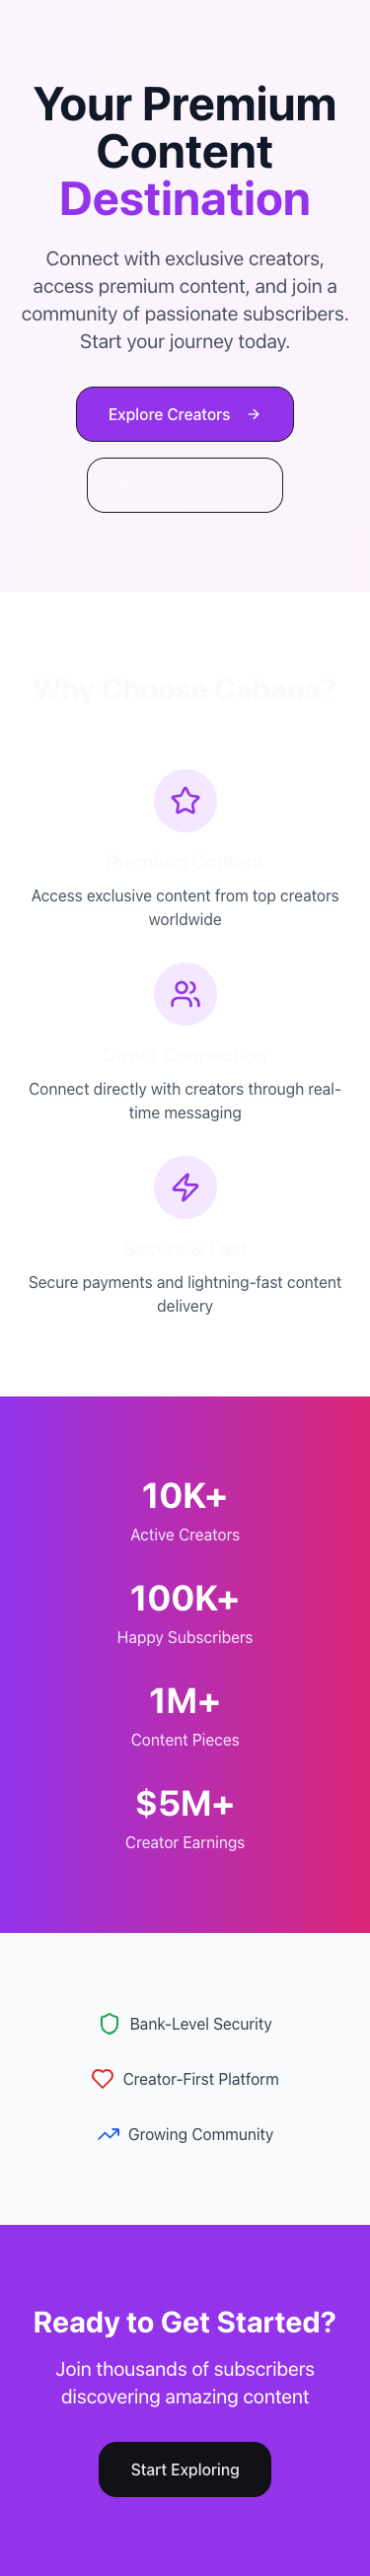 Your Premium
Content
Destination
Connect with exclusive creators,
access premium content, and join a
community of passionate subscribers.
Start your journey today.
Explore Creators
Why Choose Cabana?
Premium Content
Access exclusive content from top creators
worldwide
Direct Connection
Connect directly with creators through real-
time messaging
Secure & Fast
Secure payments and lightning-fast content
delivery
10K+
Active Creators
100K+
Happy Subscribers
1M+
Content Pieces
$5M+
Creator Earnings
Bank-Level Security
Creator-First Platform
Growing Community
Ready to Get Started?
Join thousands of subscribers
discovering amazing content
Start Exploring